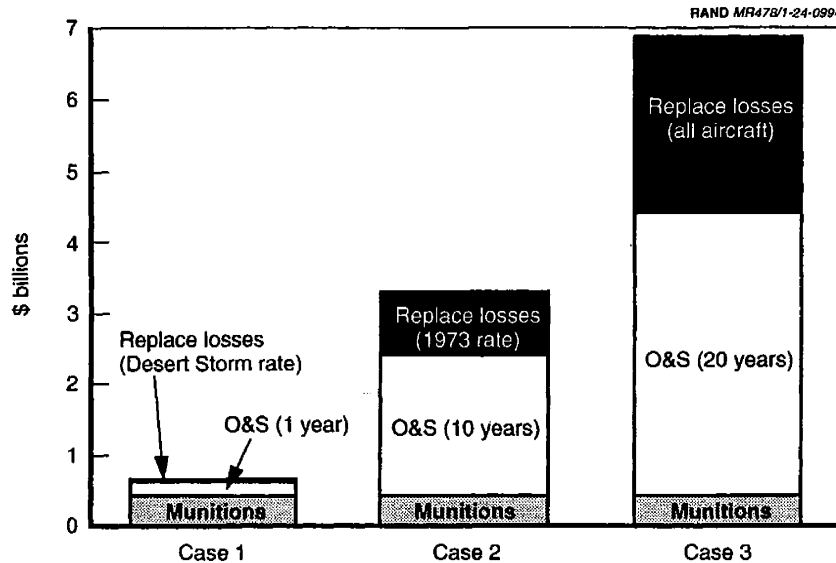 RAND MR478/1-24-0994
7
6
5
4
3
2
1
0
$ billions
Replace losses
(all aircraft)
Replace losses
(1973 rate)
Replace losses
(Desert Storm rate)
O&S (20 years)
O&S (1 year)
O&S (10 years)
Munitions
Munitions
Munitions
Case 1
Case 2
Case 3